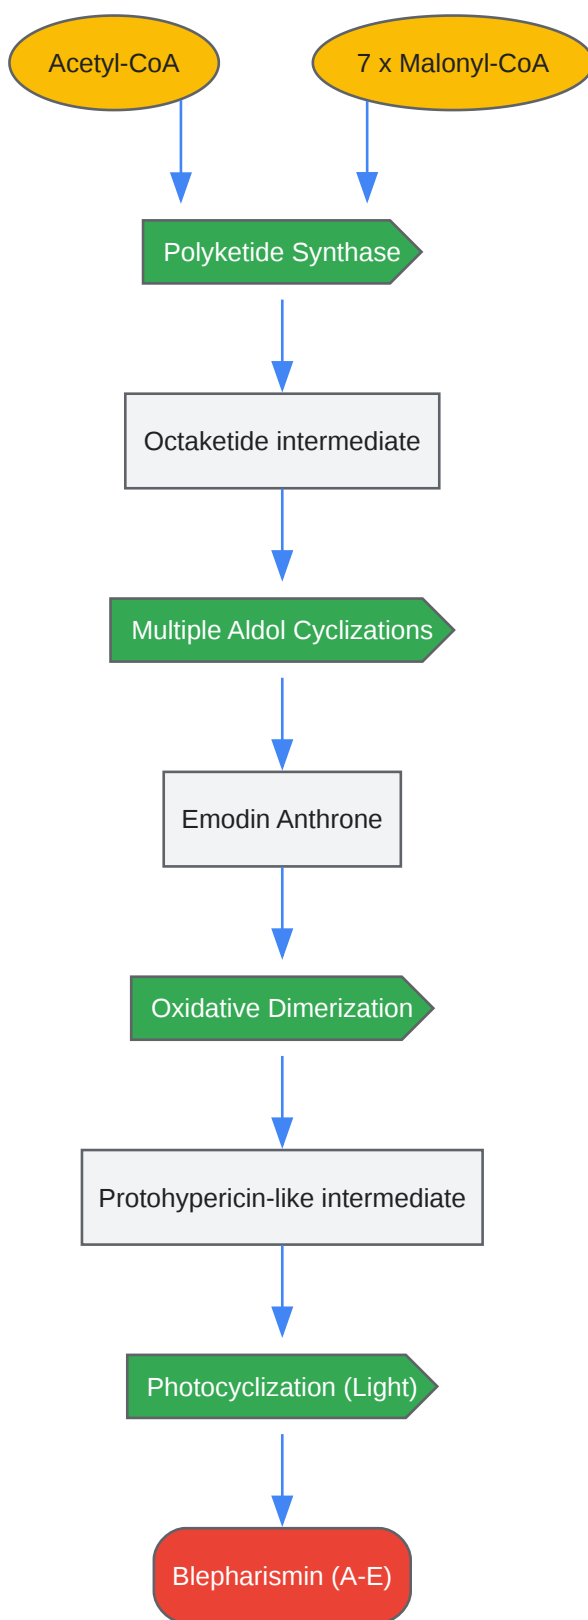 Acetyl-CoA
7 x Malonyl-CoA
Polyketide Synthase
Octaketide intermediate
Multiple Aldol Cyclizations
Emodin Anthrone
Oxidative Dimerization
Protohypericin-like intermediate
Photocyclization (Light)
Blepharismin (A-E)